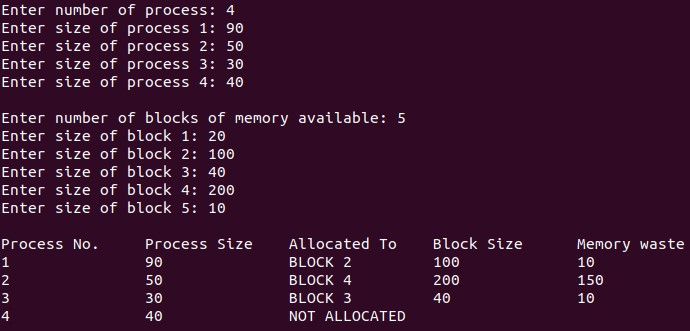 Enter number of process: 4
Enter size of process 1: 90
Enter size of process 2: 50
Enter size of process 3: 30
Enter size of process 4: 40
Enter number of blocks of memory available: 5
Enter size of block 1: 20
Enter size of block 2: 100
Enter size of block 3: 40
Enter size of block 4: 200
Enter size of block 5: 10
Process No. Process Size Allocated To Block Size Memory waste
1 90 BLOCK 2 100 10
2 50 BLOCK 4 200 150
3 30 BLOCK 3 40 10
4 40 NOT ALLOCATED